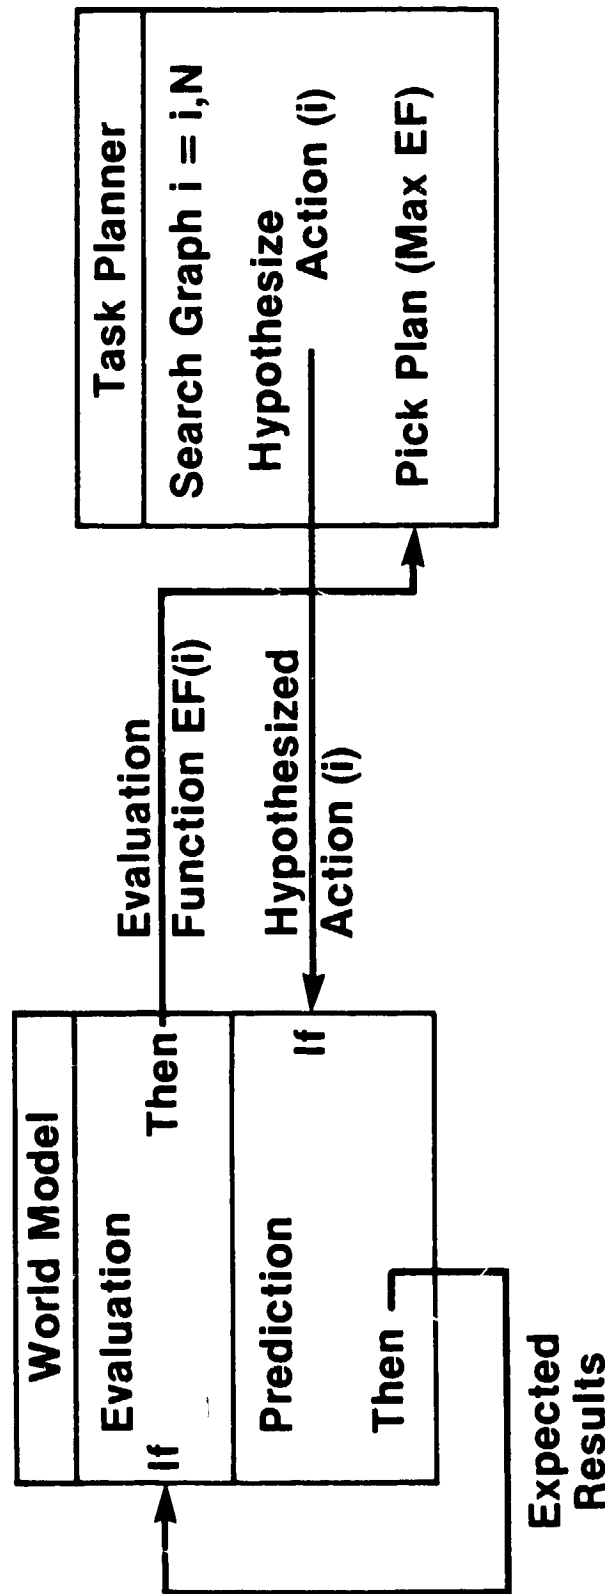 World Model
Evaluation
If
Then
Prediction
If
Then
Expected
Results
Evaluation
Function EF(i)
Hypothesized
Action (i)
Task Planner
Search Graph i = i,N
Hypothesize
Action (i)
Pick Plan (Max EF)